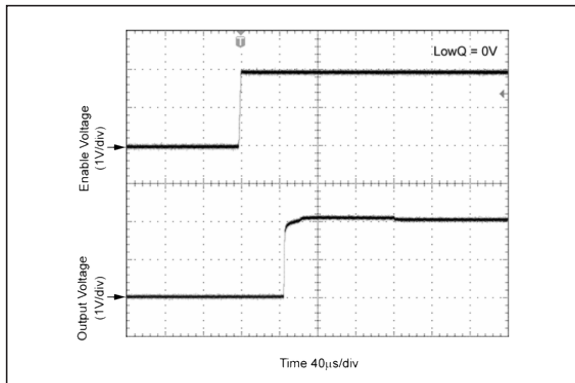 T
LowQ = 0V
Enable Voltage
(1V/div)
Output Voltage
(1V/div)
Time 40µs/div